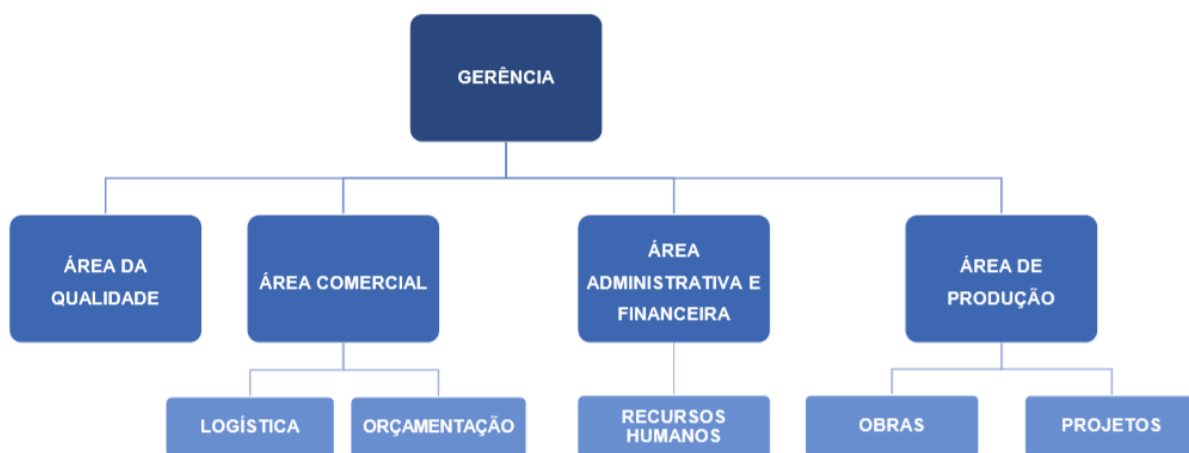 GERÊNCIA
ÁREA DA
QUALIDADE
ÁREA COMERCIAL
ÁREA
ADMINISTRATIVA E
FINANCEIRA
ÁREA DE
PRODUÇÃO
LOGÍSTICA
ORÇAMENTAÇÃO
RECURSOS
HUMANOS
OBRAS
PROJETOS